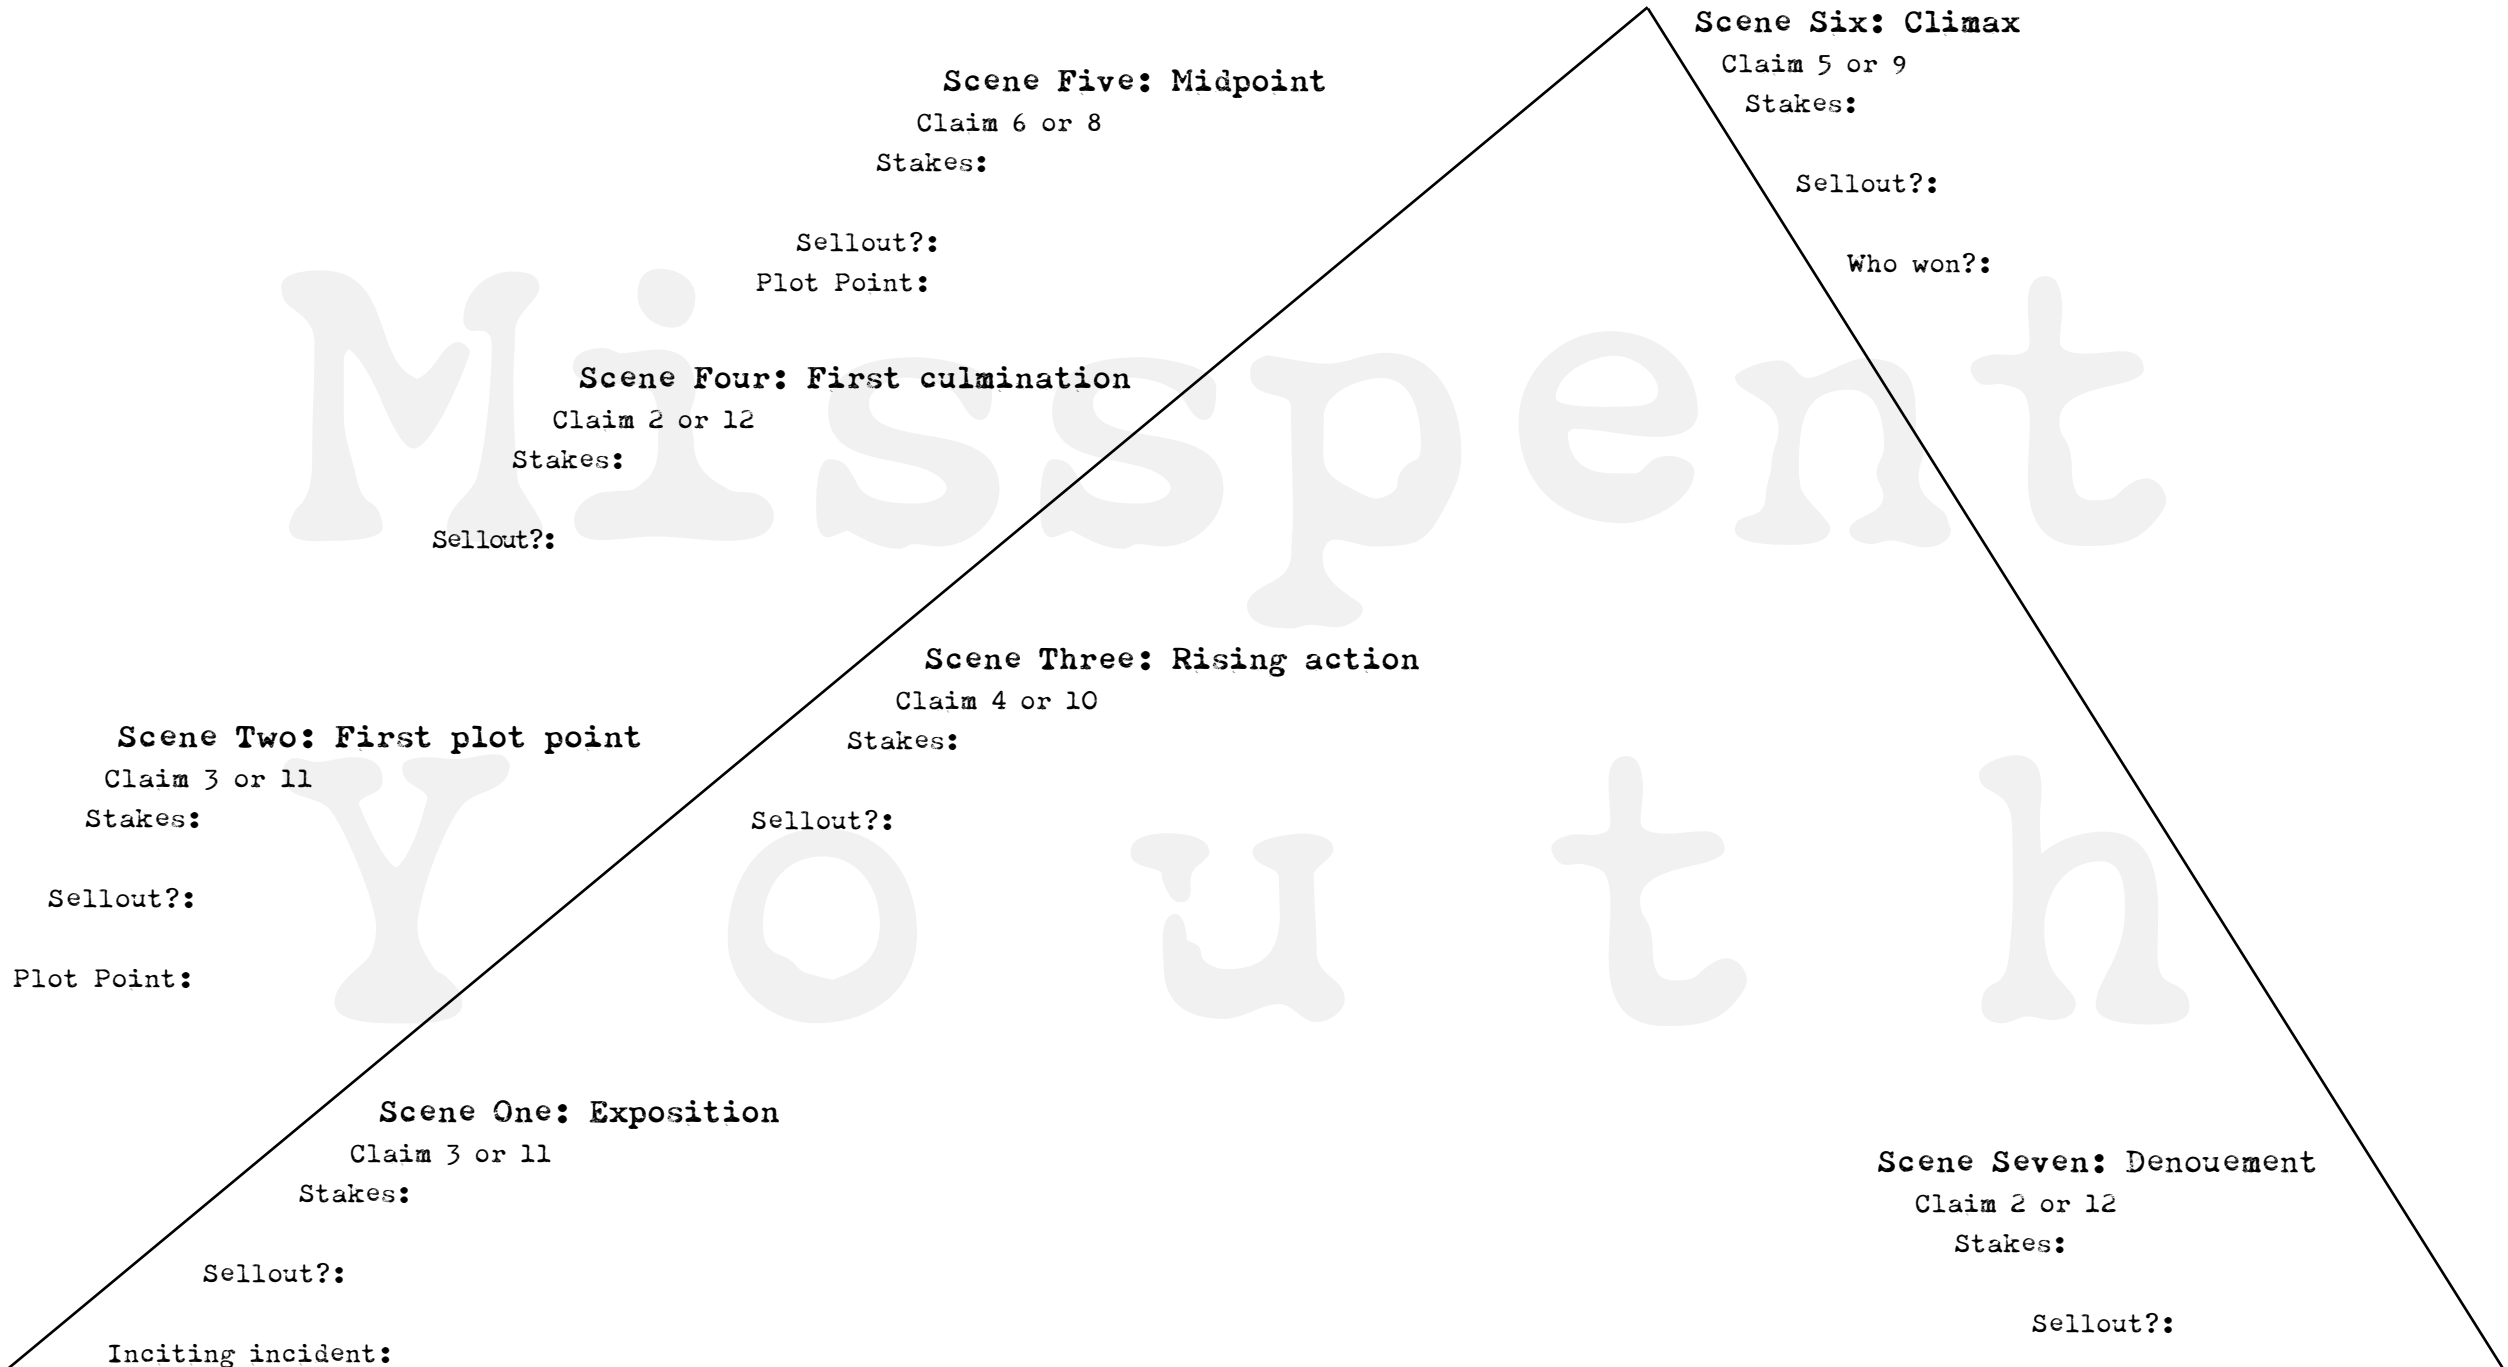 Scene Six: Climax
Claim 5 or 9
Stakes:
Sellout?:
Who won?:
Scene Five: Midpoint
Claim 6 or 8
Stakes:
Sellout?:
Plot Point:
Scene Four: First culmination
Claim 2 or 12
Stakes:
Sellout?:
Scene Three: Rising action
Claim 4 or 10
Stakes:
Sellout?:
Scene Two: First plot point
Claim 3 or 11
Stakes:
Sellout?:
Plot Point:
Scene One: Exposition
Claim 3 or 11
Stakes:
Sellout?:
Inciting incident:
Scene Seven: Denouement
Claim 2 or 12
Stakes:
Sellout?:
Misspent
Youth